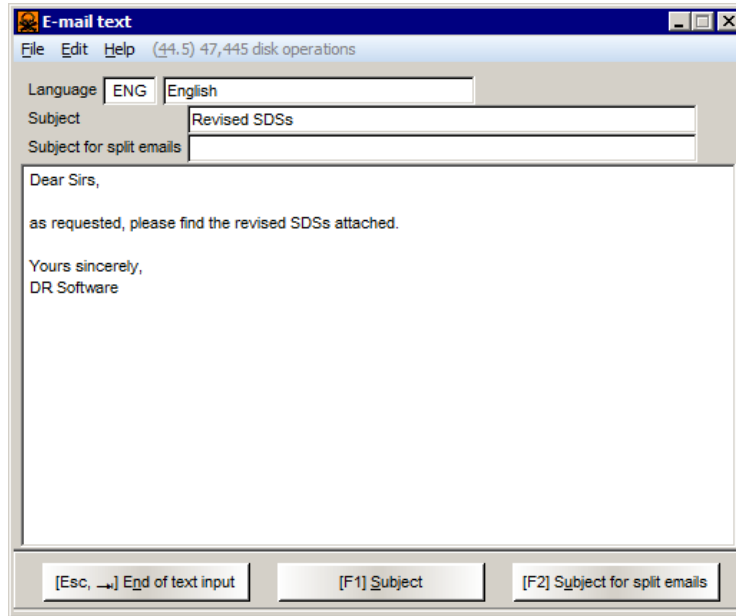 E-mail text
File Edit Help (44.5) 47,445 disk operations
Language ENG English
Subject Revised SDSs
Subject for split emails
Dear Sirs,
as requested, please find the revised SDSs attached.
Yours sincerely,
DR Software
[Esc, →] End of text input [F1] Subject [F2] Subject for split emails